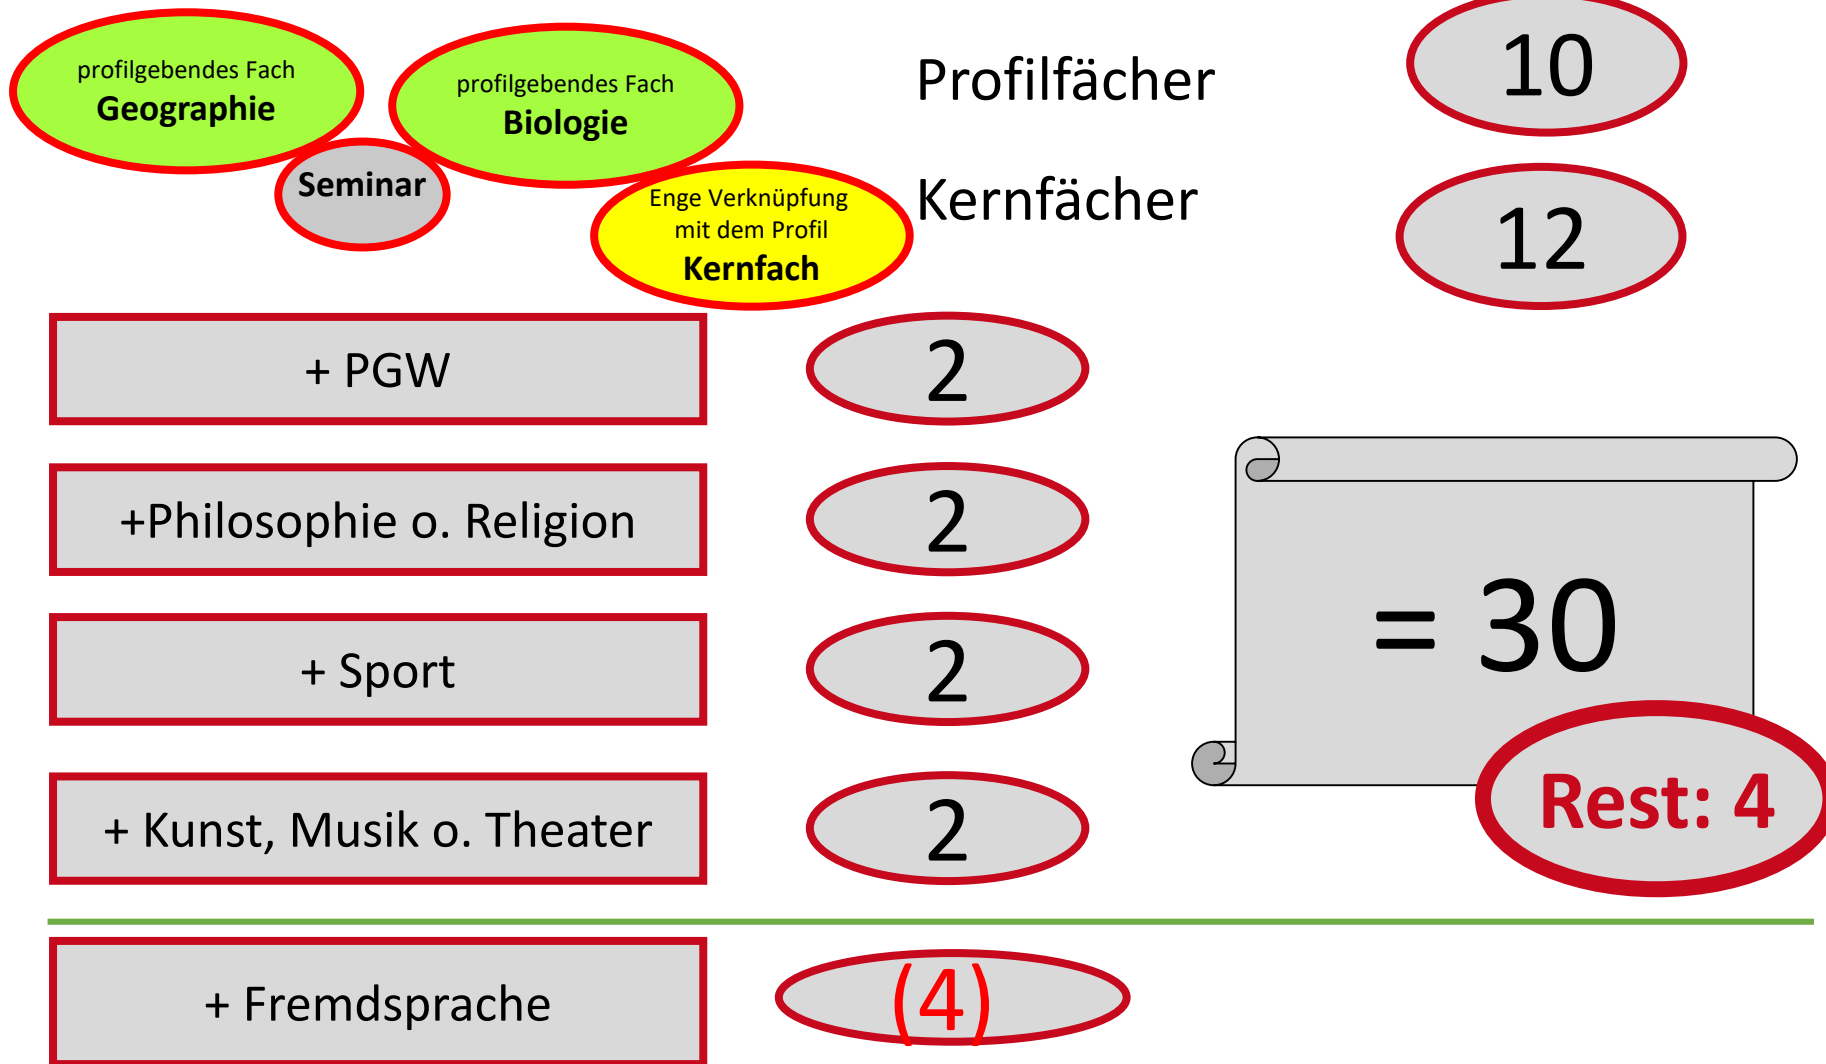 profilgebendes Fach
Geographie
profilgebendes Fach
Biologie
Seminar
Enge Verknüpfung
mit dem Profil
Kernfach
Profilfächer
10
Kernfächer
12
+ PGW
2
+Philosophie o. Religion
2
+ Sport
2
+ Kunst, Musik o. Theater
2
= 30
Rest: 4
+ Fremdsprache
(4)